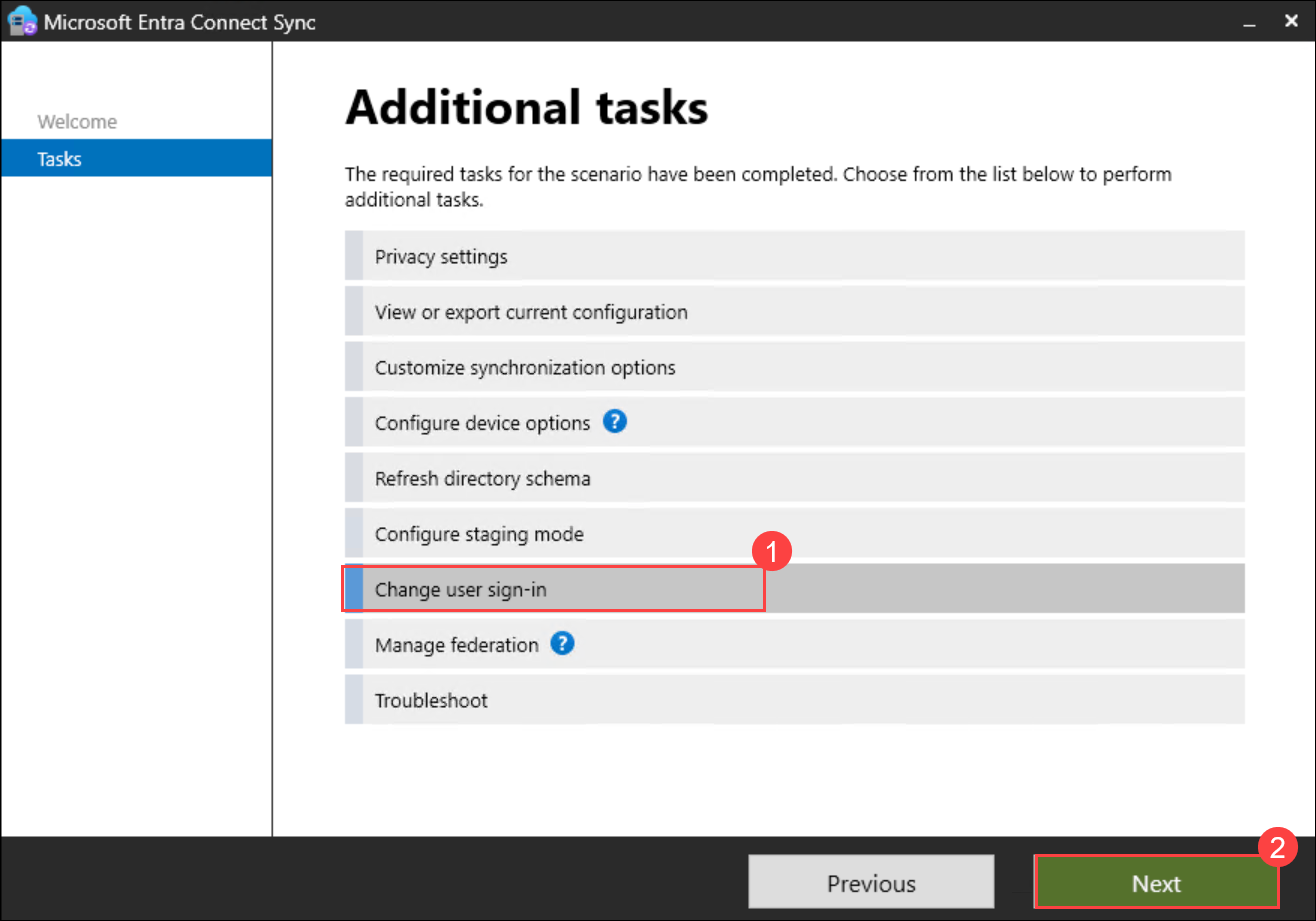 Microsoft Entra Connect Sync
Welcome
Tasks
Additional tasks
The required tasks for the scenario have been completed. Choose from the list below to perform
additional tasks.
Privacy settings
View or export current configuration
Customize synchronization options
Configure device options ?
Refresh directory schema
Configure staging mode
1
Change user sign-in
Manage federation ?
Troubleshoot
2
Previous
Next